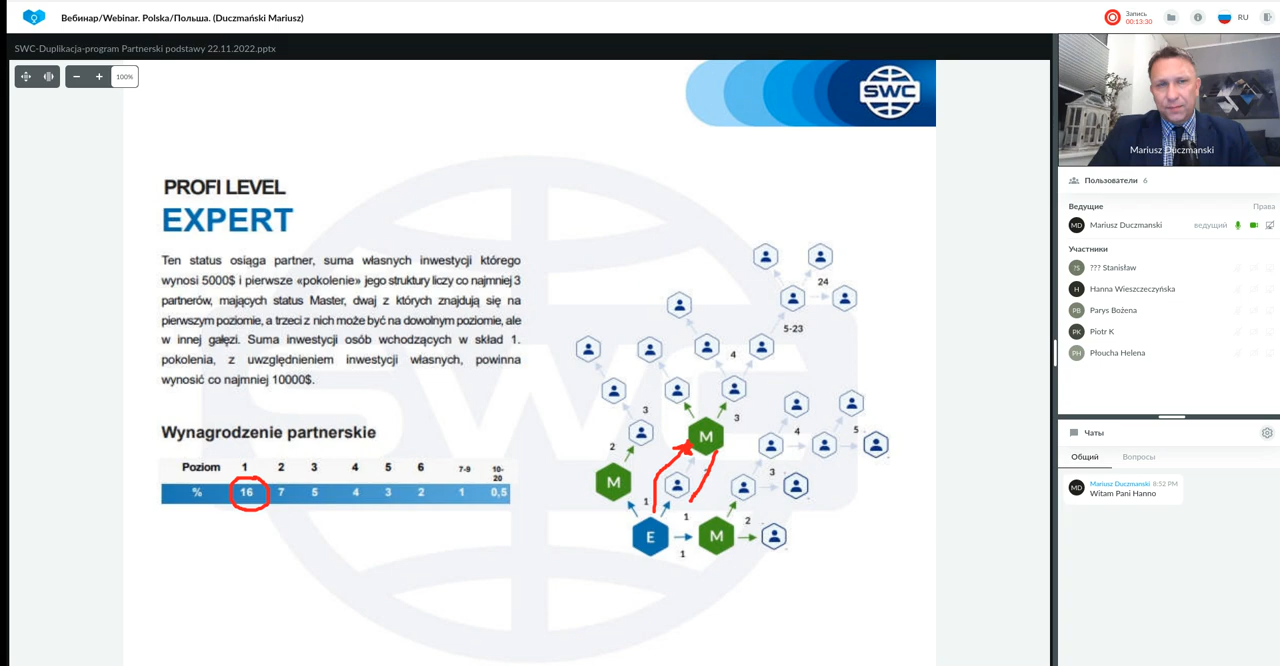 Вебинар/Webinar. Polska/Польша. (Duczmański Mariusz)
Запись
00:13:30
RU
SWC-Duplikacja-program Partnerski podstawy 22.11.2022.pptx
100%
SWC
PROFI LEVEL
EXPERT
Ten status osiąga partner, suma własnych inwestycji którego
wynosi 5000$ i pierwsze «pokolenie» jego struktury liczy co najmniej 3
partnerów, mających status Master, dwaj z których znajdują się na
pierwszym poziomie, a trzeci z nich może być na dowolnym poziomie, ale
w innej gałęzi. Suma inwestycji osób wchodzących w skład 1.
pokolenia, z uwzględnieniem inwestycji własnych, powinna
wynosić co najmniej 10000$.
Wynagrodzenie partnerskie
Poziom 1 2 3 4 5 6 7-9 10-20
% 16 7 5 4 3 2 1 0,5
24
5-23
4
3
3
4
5
2
M
M
3
1
1
2
E
M
1
Mariusz Duczmanski
Пользователи 6
Ведущие
Права
MD Mariusz Duczmanski ведущий
Участники
?S ??? Stanisław
H Hanna Wieszczeczyńska
PB Parys Bożena
PK Piotr K
PH Płoucha Helena
Чаты
Общий Вопросы
MD Mariusz Duczmanski 8:52 PM
Witam Pani Hanno